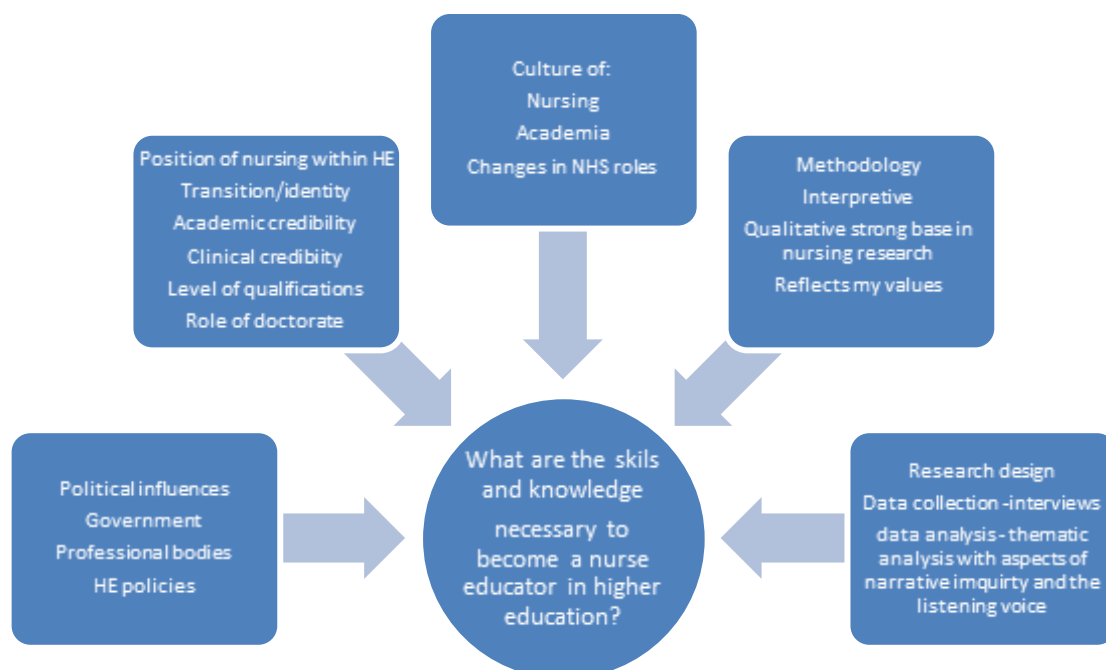 Culture of:
Nursing
Academia
Changes in NHS roles
Position of nursing within HE
Transition/identity
Academic credibility
Clinical credibiity
Level of qualifications
Role of doctorate
Methodology
Interpretive
Qualitative strong base in
nursing research
Reflects my values
Political influences
Government
Professional bodies
HE policies
What are the skils
and knowledge
necessary to
become a nurse
educator in higher
education?
Research design
Data collection -interviews
data analysis - thematic
analysis with aspects of
narrative imquirty and the
listening voice